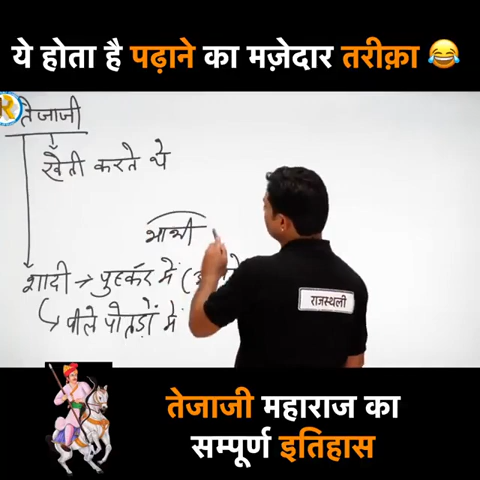 ये होता है पढ़ाने का मज़ेदार तरीक़ा 😂
तेजाजी
खेती करते थे
भाभी
शादी → पुष्कर में (
↳ पीले पोतड़ों में
राजस्थली
तेजाजी महाराज का
सम्पूर्ण इतिहास